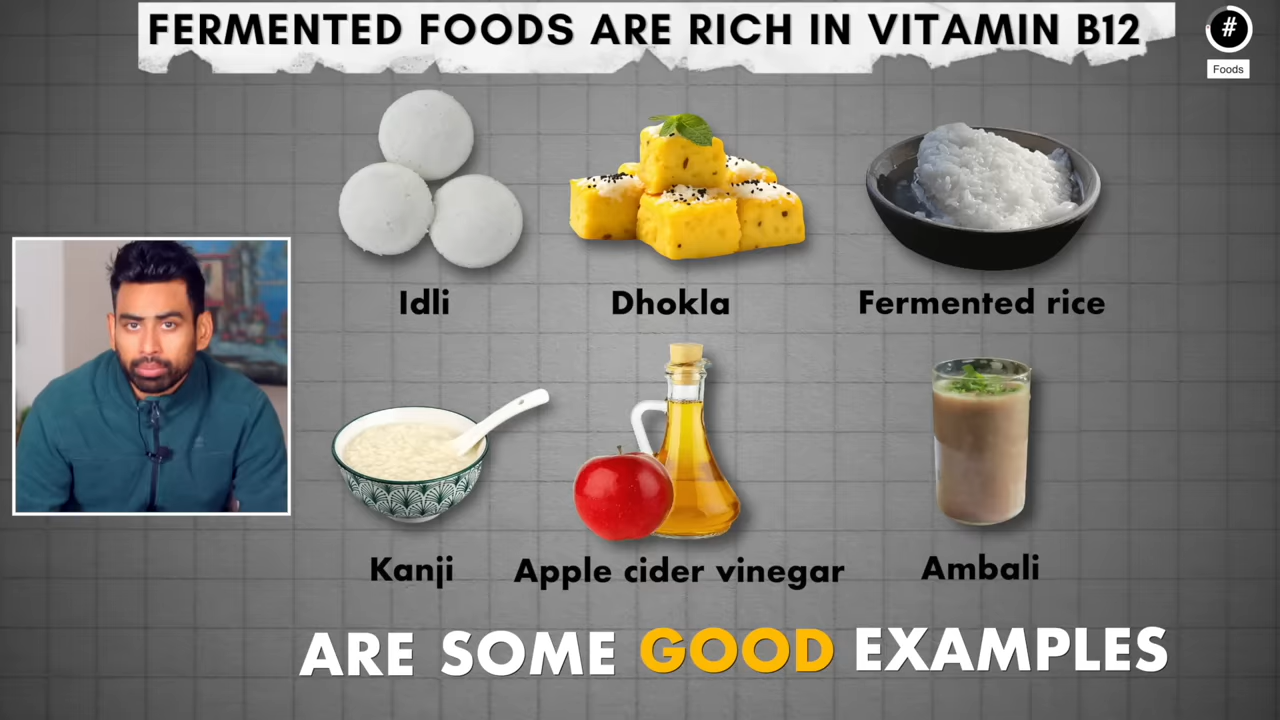 FERMENTED FOODS ARE RICH IN VITAMIN B12
#
Foods
Idli
Dhokla
Fermented rice
Kanji
Apple cider vinegar
Ambali
ARE SOME GOOD EXAMPLES